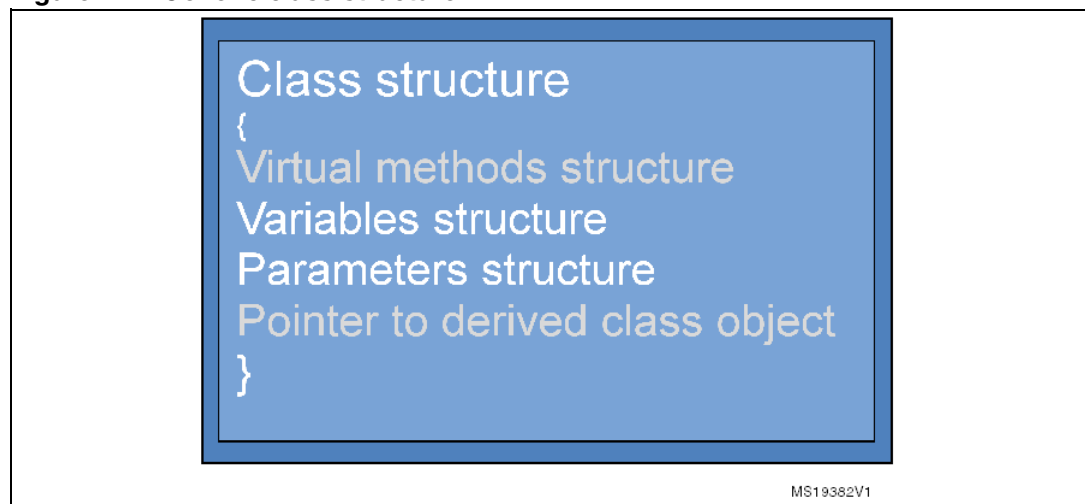 Class structure
{
Virtual methods structure
Variables structure
Parameters structure
Pointer to derived class object
}
MS19382V1